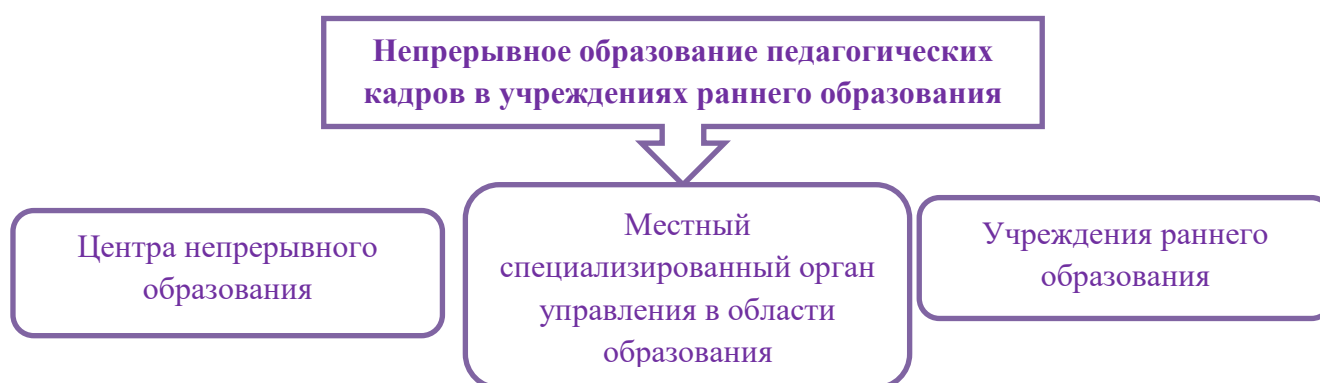 Непрерывное образование педагогических
кадров в учреждениях раннего образования
Центра непрерывного
образования
Местный
специализированный орган
управления в области
образования
Учреждения раннего
образования